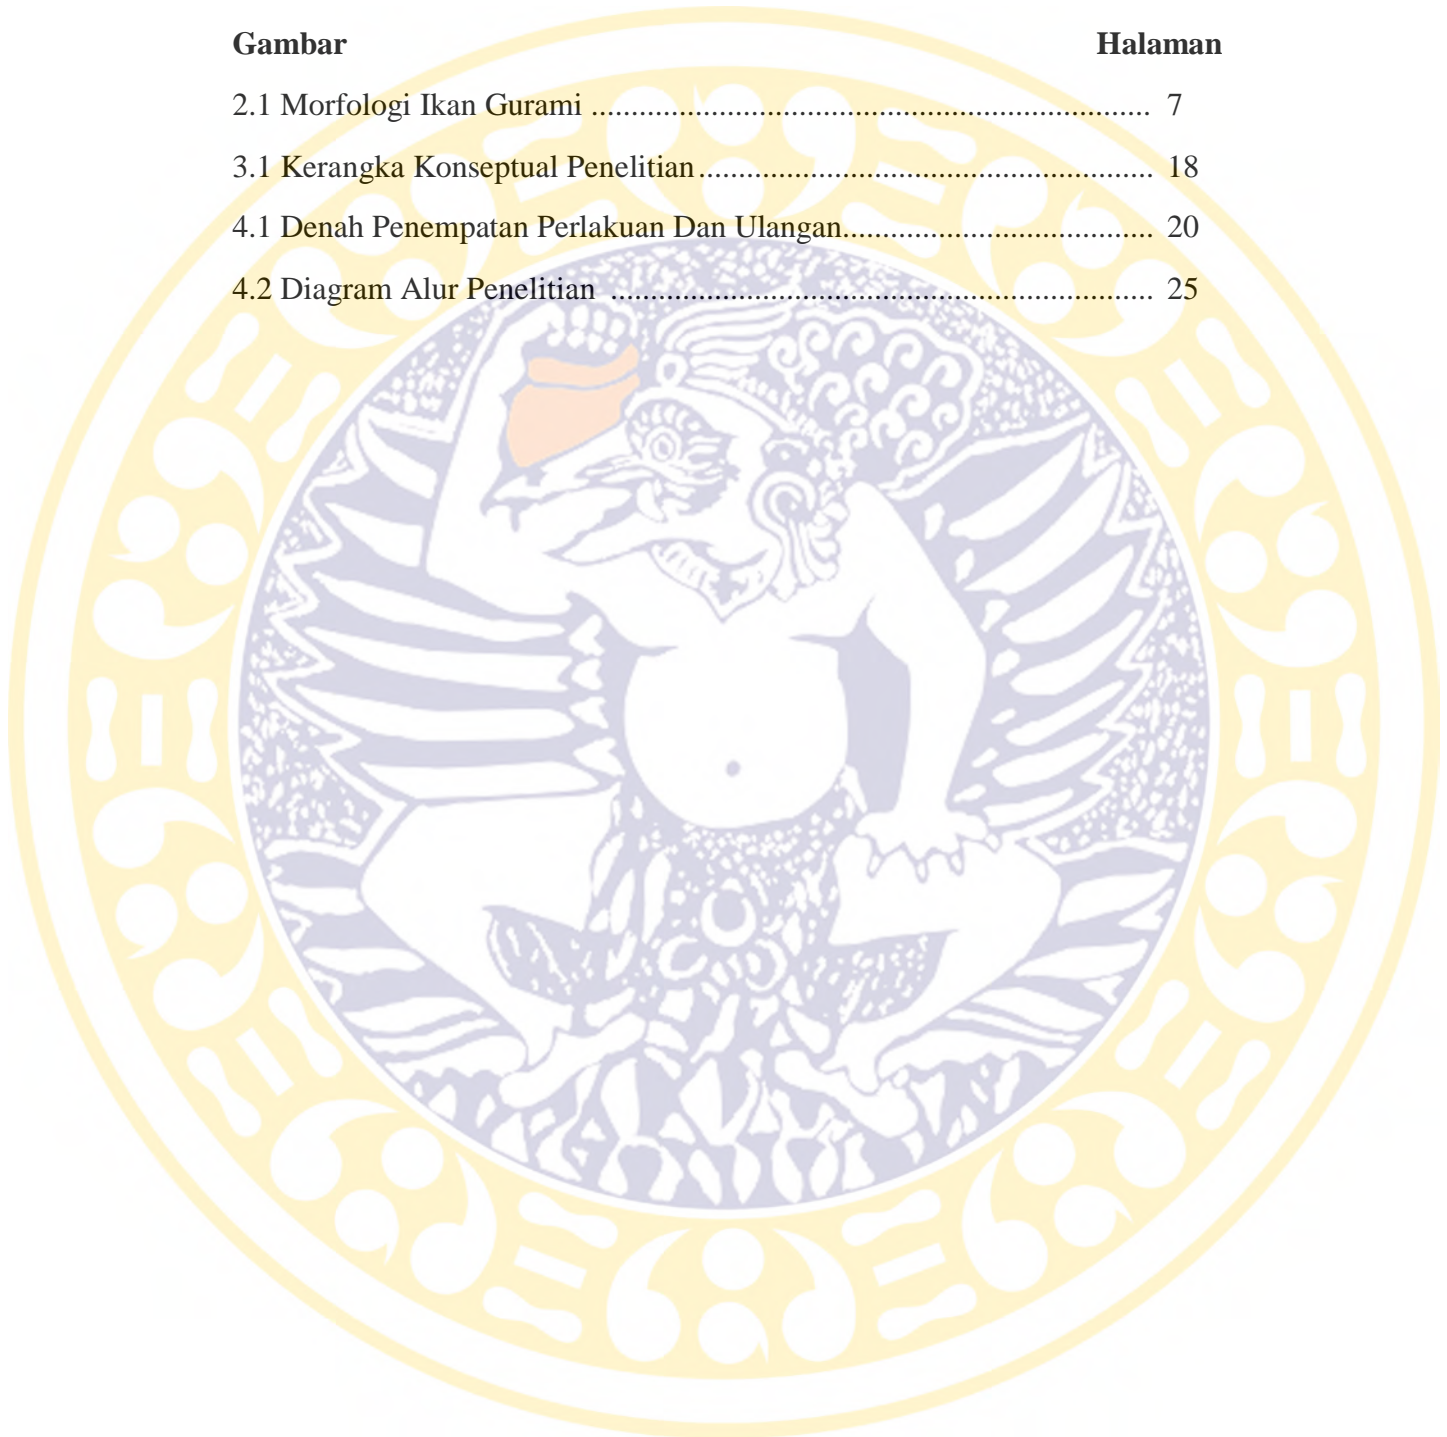 Gambar Halaman
2.1 Morfologi Ikan Gurami ...................................................................... 7
3.1 Kerangka Konseptual Penelitian ......................................................... 18
4.1 Denah Penempatan Perlakuan Dan Ulangan....................................... 20
4.2 Diagram Alur Penelitian .................................................................... 25